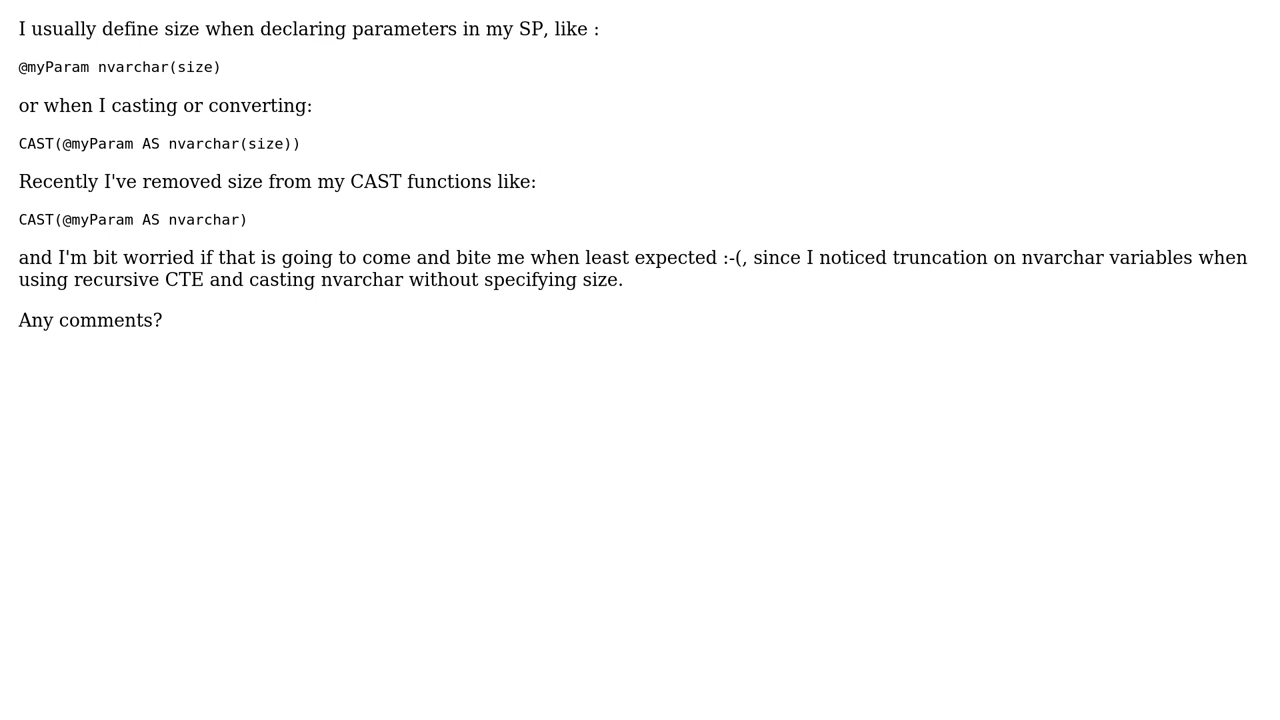 I usually define size when declaring parameters in my SP, like :
@myParam nvarchar(size)
or when I casting or converting:
CAST(@myParam AS nvarchar(size))
Recently I've removed size from my CAST functions like:
CAST(@myParam AS nvarchar)
and I'm bit worried if that is going to come and bite me when least expected :-(, since I noticed truncation on nvarchar variables when
using recursive CTE and casting nvarchar without specifying size.
Any comments?